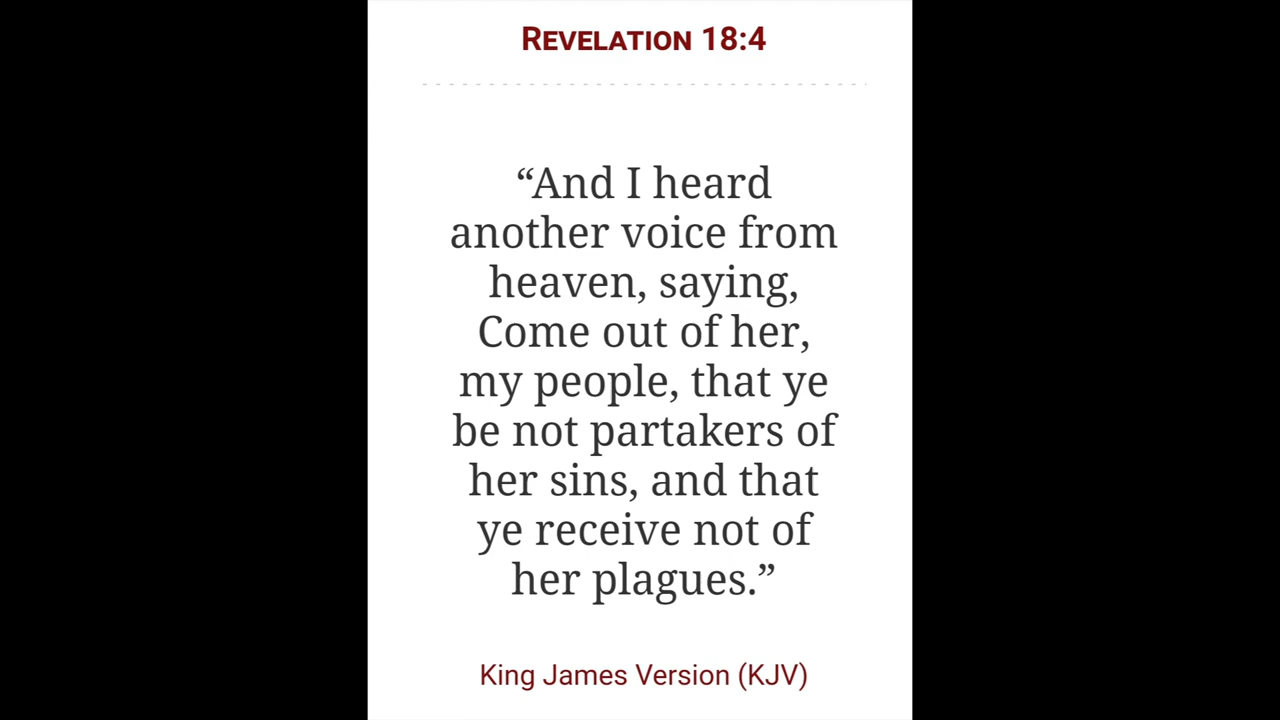 Revelation 18:4
“And I heard
another voice from
heaven, saying,
Come out of her,
my people, that ye
be not partakers of
her sins, and that
ye receive not of
her plagues.”
King James Version (KJV)